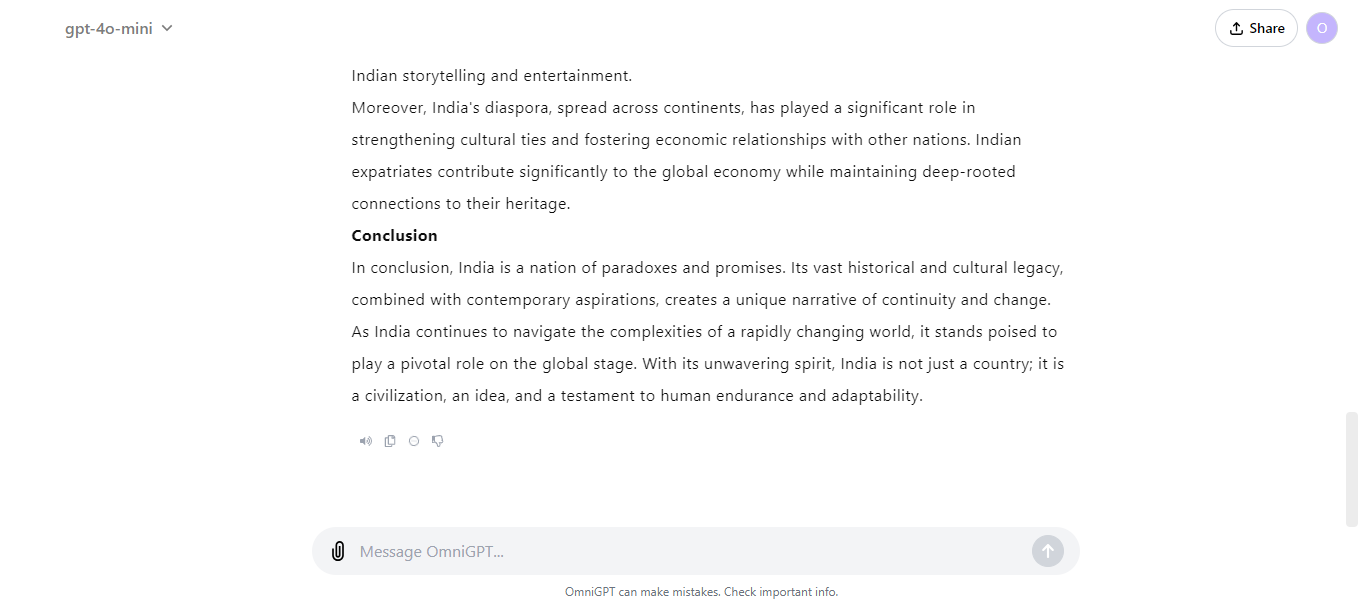 gpt-4o-mini
Share
O
Indian storytelling and entertainment.
Moreover, India's diaspora, spread across continents, has played a significant role in
strengthening cultural ties and fostering economic relationships with other nations. Indian
expatriates contribute significantly to the global economy while maintaining deep-rooted
connections to their heritage.
Conclusion
In conclusion, India is a nation of paradoxes and promises. Its vast historical and cultural legacy,
combined with contemporary aspirations, creates a unique narrative of continuity and change.
As India continues to navigate the complexities of a rapidly changing world, it stands poised to
play a pivotal role on the global stage. With its unwavering spirit, India is not just a country; it is
a civilization, an idea, and a testament to human endurance and adaptability.
Message OmniGPT...
OmniGPT can make mistakes. Check important info.